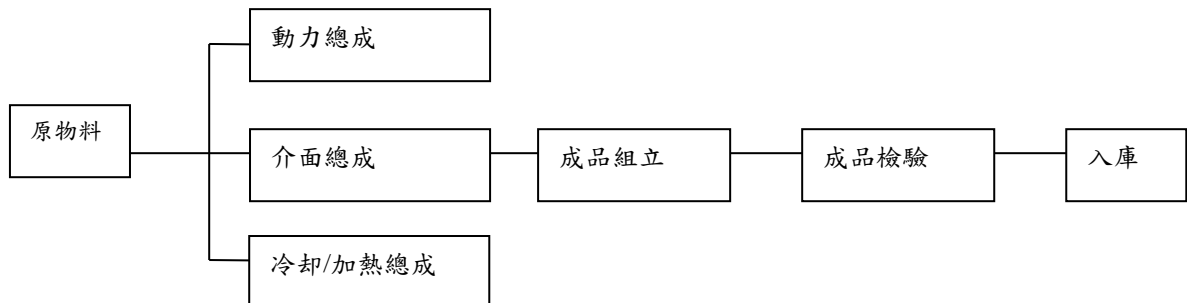 動力總成
原物料
介面總成
成品組立
成品檢驗
入庫
冷却/加熱總成